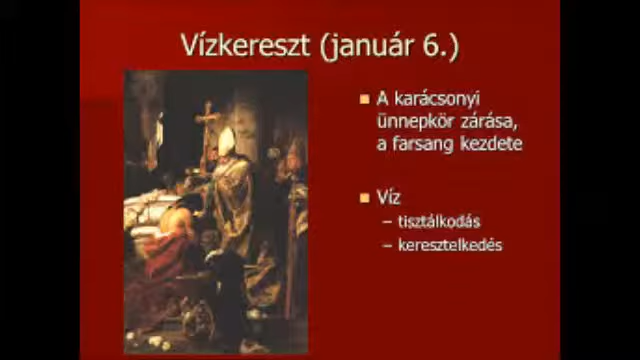 Vízkereszt (január 6.)
A karácsonyi
ünnepkör zárása,
a farsang kezdete
Víz
– tisztálkodás
– keresztelkedés